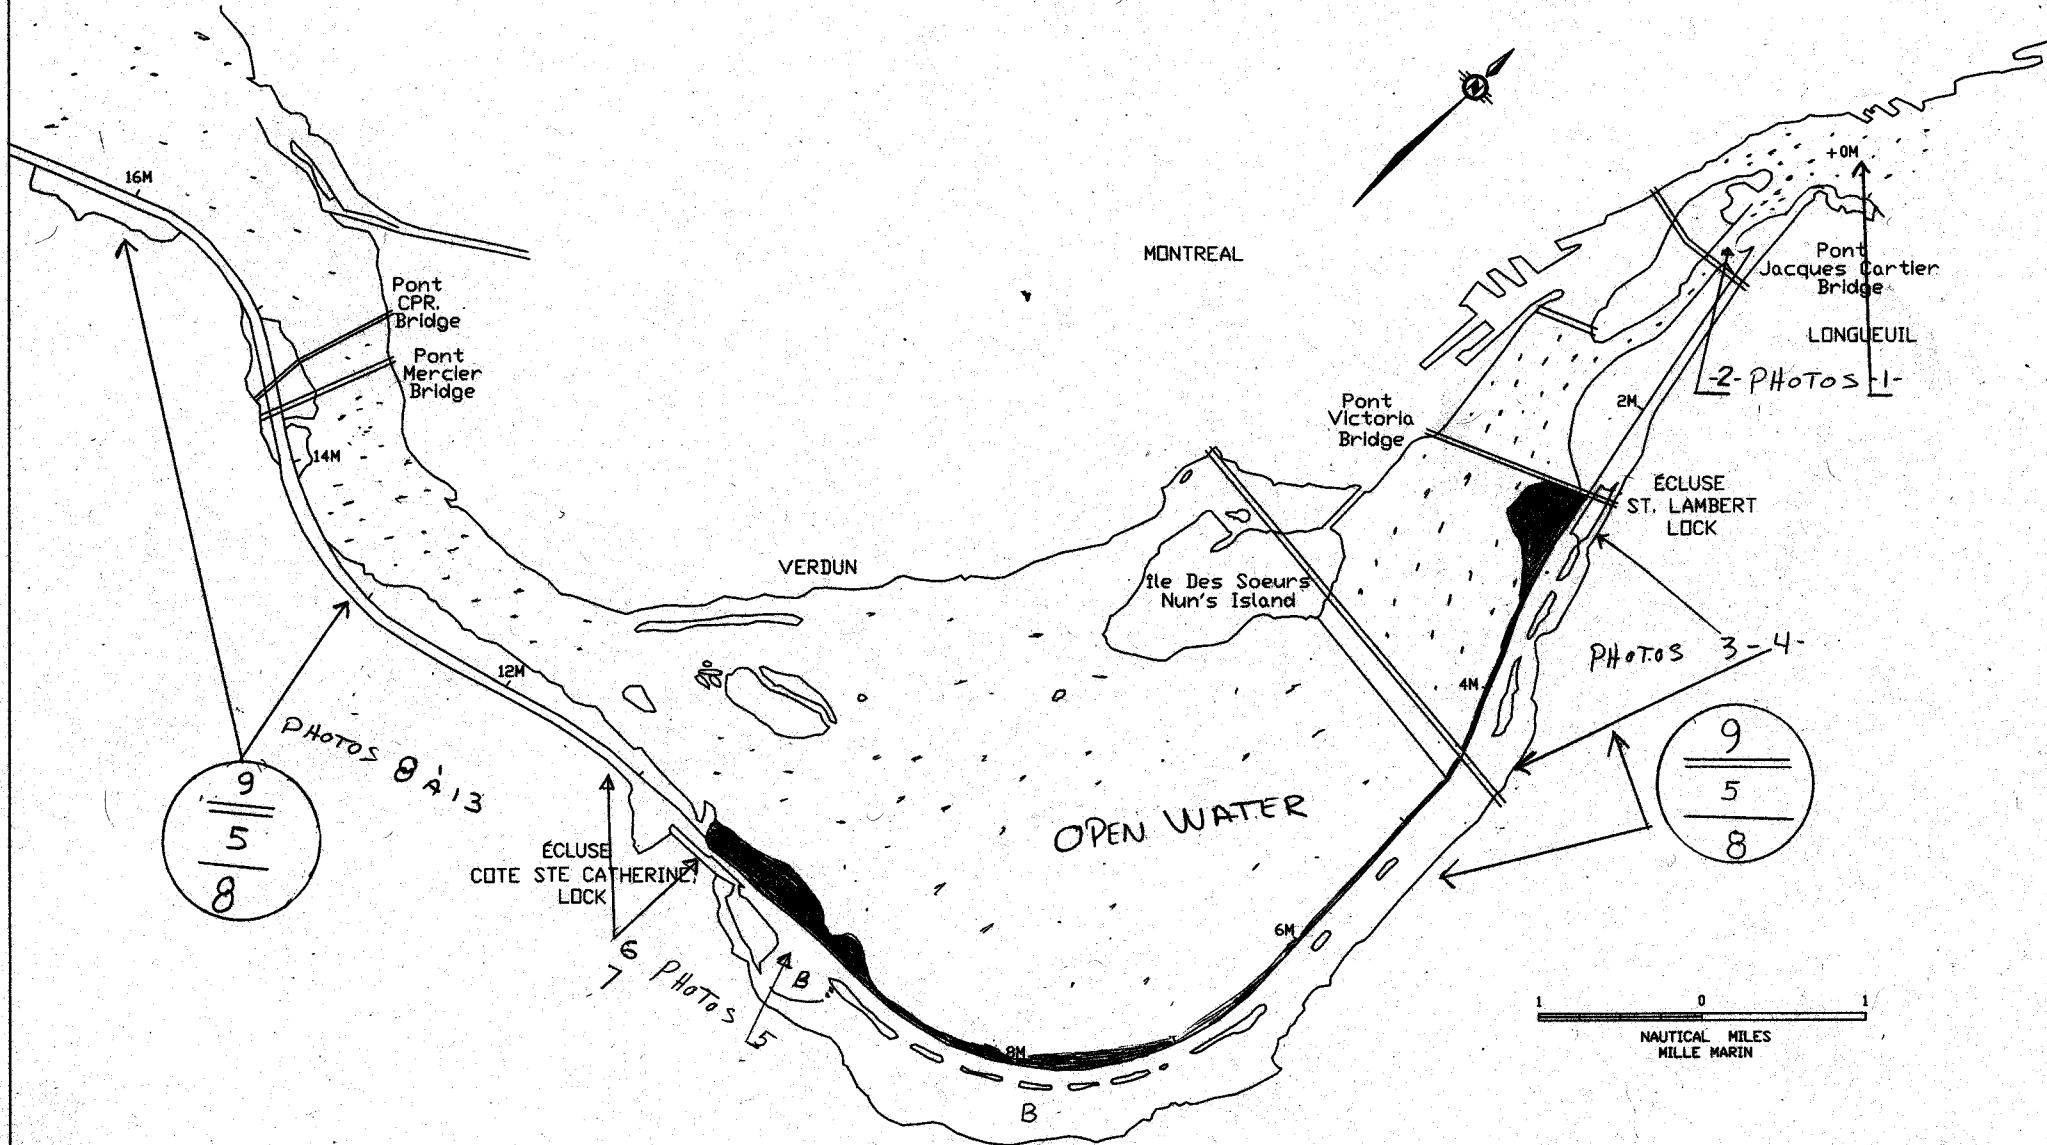 16M
+0M
MONTREAL
Pont
Jacques Cartier
Bridge
Pont
CPR.
Bridge
LONGUEUIL
Pont
Mercier
Bridge
-2- PHOTOS -1-
2M
Pont
Victoria
Bridge
14M
ÉCLUSE
ST. LAMBERT
LOCK
VERDUN
Île Des Soeurs
Nun's Island
PHOTOS 3-4-
12M
4M
PHOTOS 8 À 13
9
5
8
9
5
8
OPEN WATER
ÉCLUSE
COTE STE CATHERINE
LOCK
6
7 PHOTOS 5
B
6M
1 0 1
NAUTICAL MILES
MILLE MARIN
8M
B